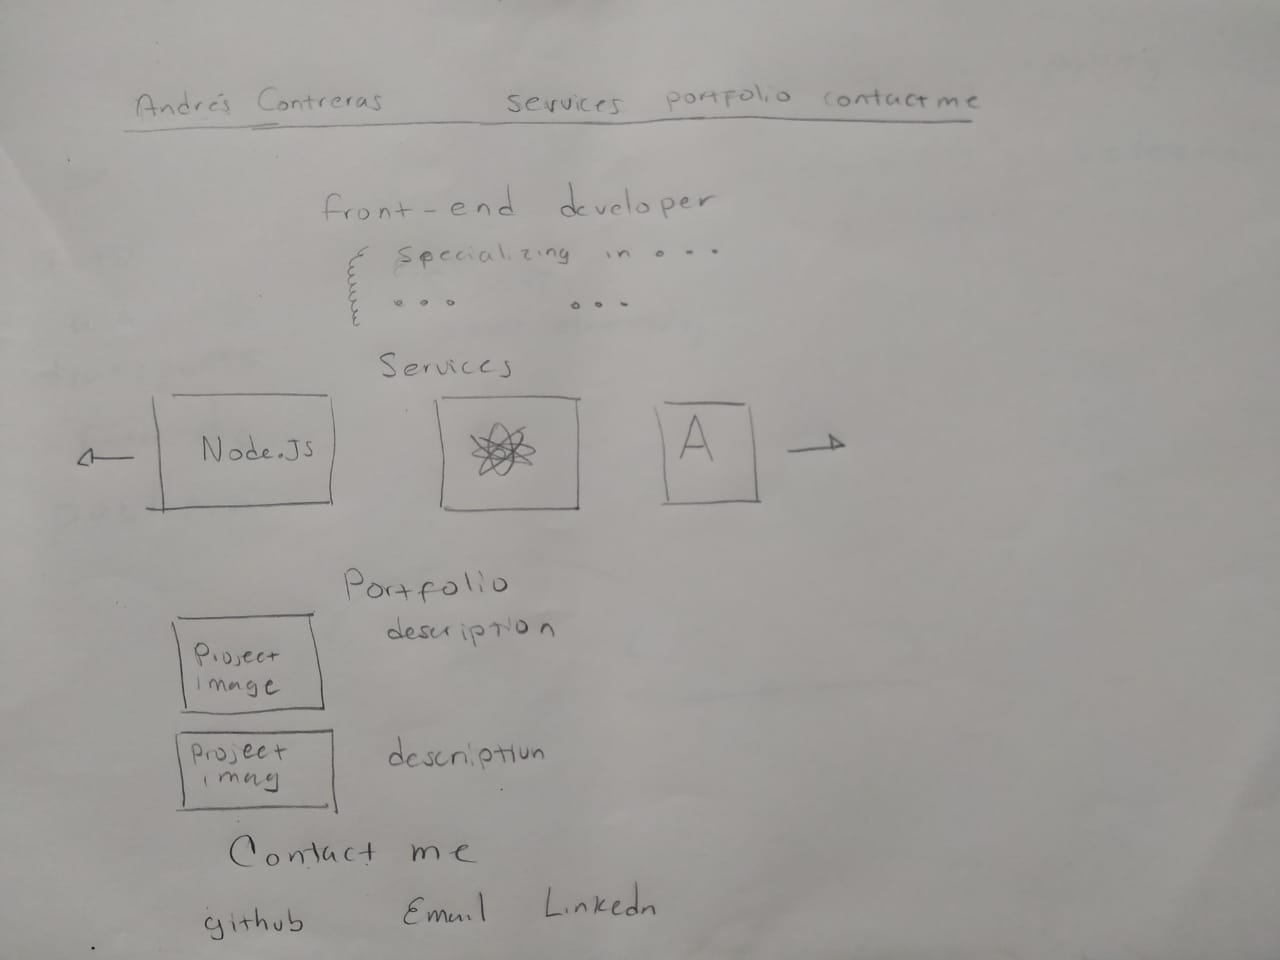 Andrés Contreras services portfolio contact me
front-end developer
specializing in ...
... ...
Services
Node.JS
A
Portfolio
description
Project
image
description
Project
imag
Contact me
github Email Linkedn